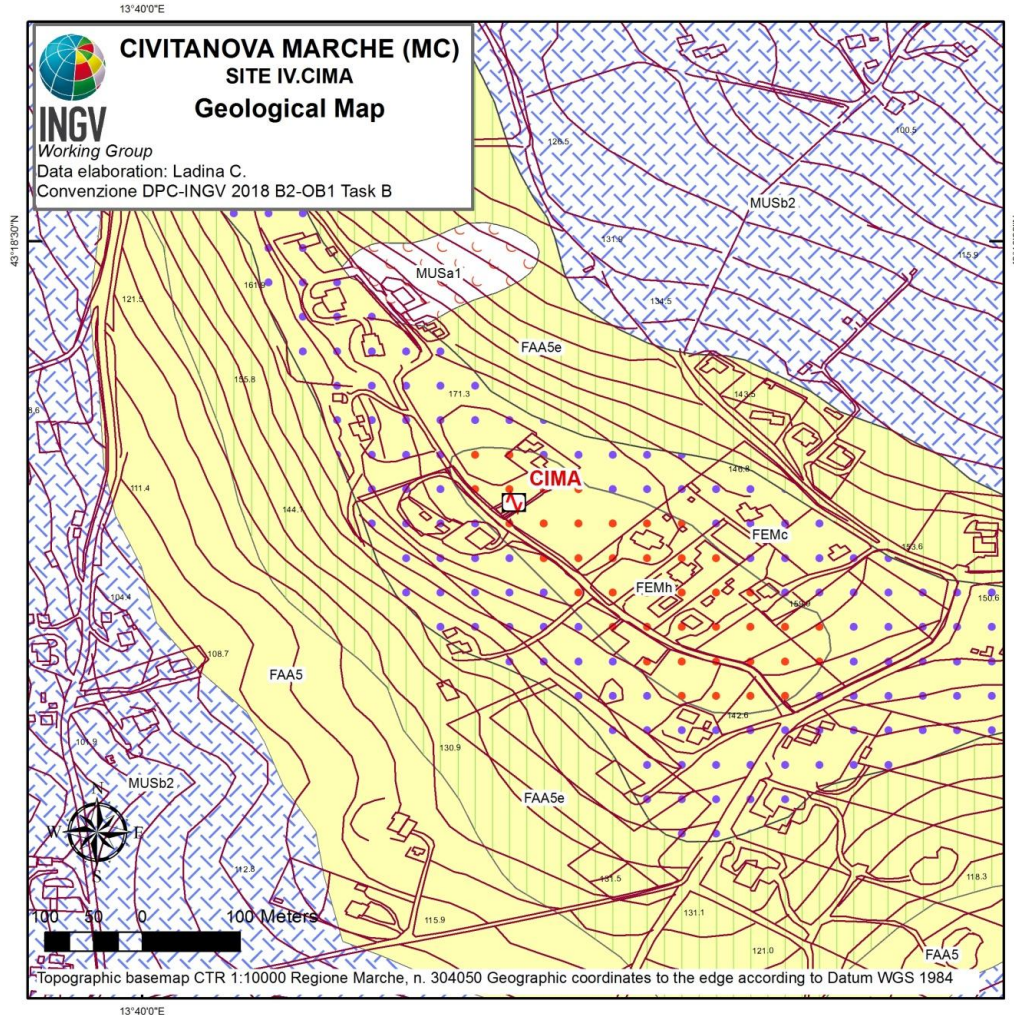 13°40'0"E
CIVITANOVA MARCHE (MC)
SITE IV.CIMA
Geological Map
INGV
Working Group
Data elaboration: Ladina C.
Convenzione DPC-INGV 2018 B2-OB1 Task B
43°18'30"N
126.5
100.5
MUSb2
131.9
115.9
MUSa1
121.5
134.5
FAA5e
155.8
171.3
143.5
146.8
CIMA
111.4
144.1
FEMc
153.6
FEMh
104.4
150.6
108.7
FAA5
142.6
101.9
130.9
MUSb2
FAA5e
N
W E
S
112.8
131.5
118.3
115.9
131.1
121.0
FAA5
100 50 0 100 Meters
Topographic basemap CTR 1:10000 Regione Marche, n. 304050 Geographic coordinates to the edge according to Datum WGS 1984
13°40'0"E